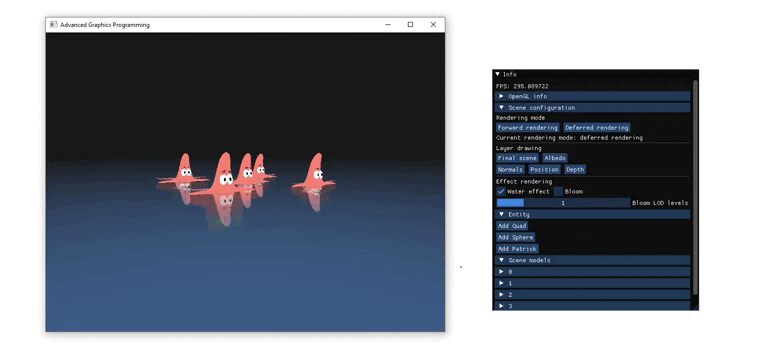 Advanced Graphics Programming
Info
FPS: 295.089722
OpenGL info
Scene configuration
Rendering mode
Forward rendering Deferred rendering
Current rendering mode: deferred rendering
Layer drawing
Final scene Albedo
Normals Position Depth
Effect rendering
Water effect Bloom
1 Bloom LOD levels
Entity
Add Quad
Add Sphere
Add Patrick
Scene models
0
1
2
3